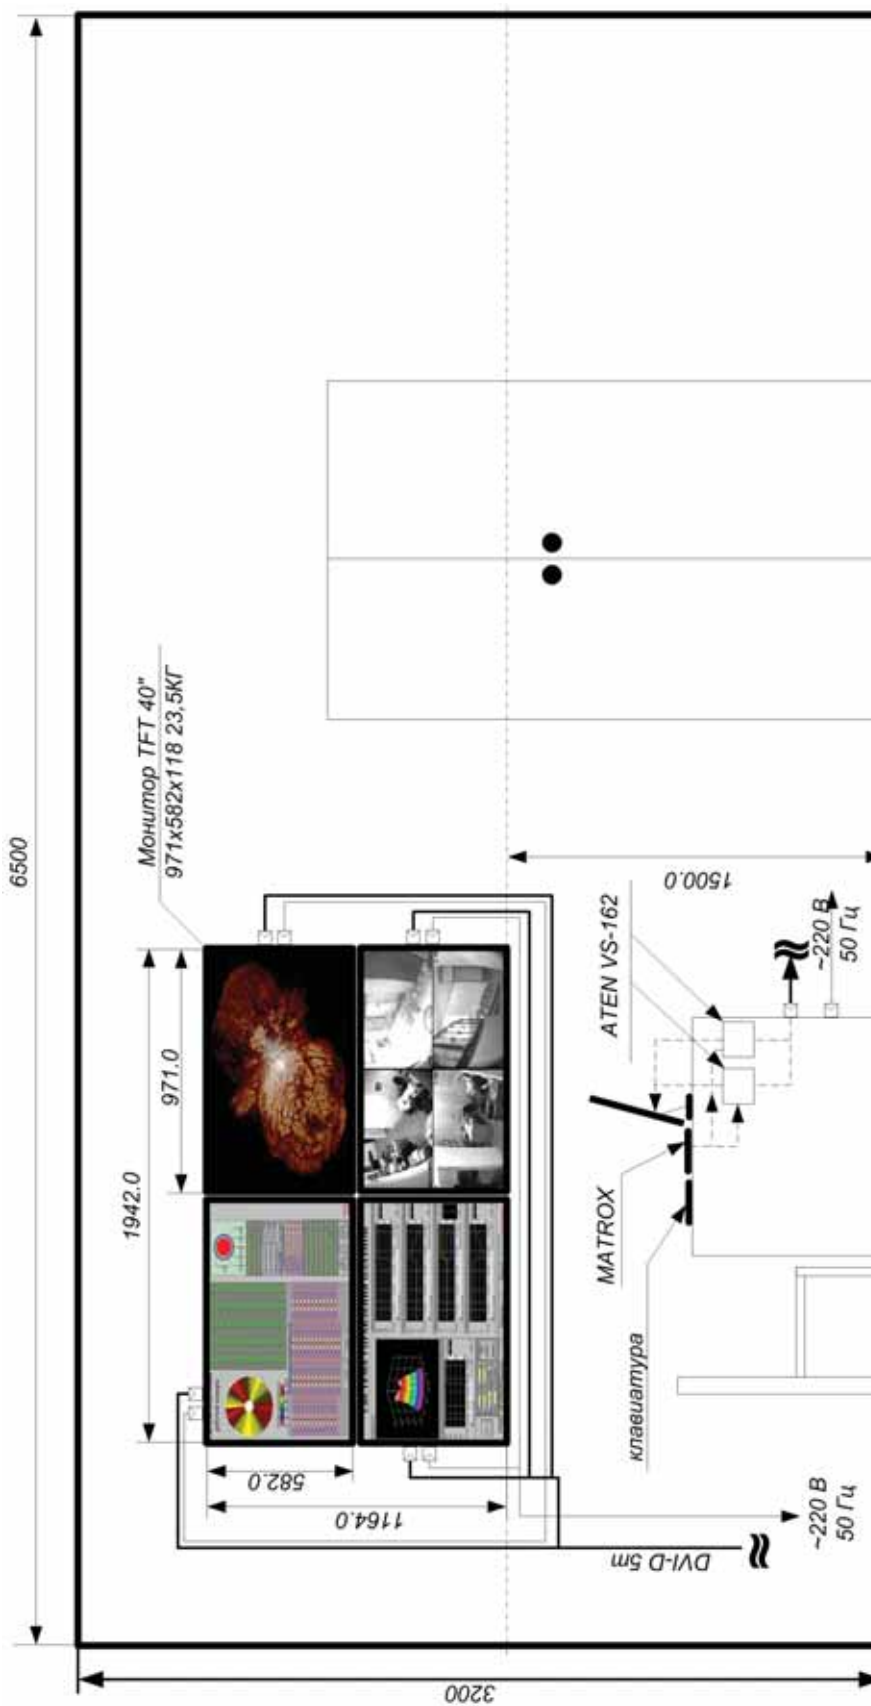 6500
Монитор TFT 40"
971x582x118 23,5КГ
1942.0
971.0
582.0
1164.0
1500.0
3200
ATEN VS-162
MATROX
клавиатура
~220 В
50 Гц
~220 В
50 Гц
DVI-D 5m